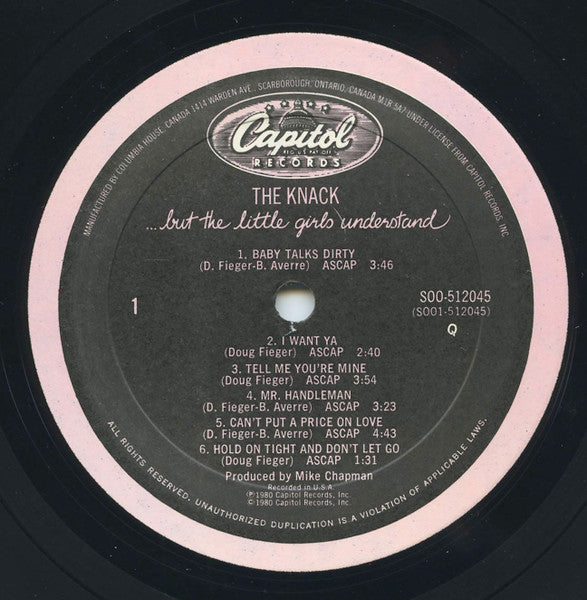 MANUFACTURED BY COLUMBIA HOUSE, CANADA 1414 WARDEN AVE., SCARBOROUGH, ONTARIO, CANADA M1R 5A7 UNDER LICENSE FROM CAPITOL RECORDS, INC.
Capitol
REG. U.S. PAT. OFF.
RECORDS
THE KNACK
...but the little girls understand
1. BABY TALKS DIRTY
(D. Fieger-B. Averre) ASCAP 3:46
1
SOO-512045
(SOO1-512045)
Q
2. I WANT YA
(Doug Fieger) ASCAP 2:40
3. TELL ME YOU'RE MINE
(Doug Fieger) ASCAP 3:54
4. MR. HANDLEMAN
(D. Fieger-B. Averre) ASCAP 3:23
5. CAN'T PUT A PRICE ON LOVE
(D. Fieger-B. Averre) ASCAP 4:43
6. HOLD ON TIGHT AND DON'T LET GO
(Doug Fieger) ASCAP 1:31
Produced by Mike Chapman
Recorded in U.S.A.
℗ 1980 Capitol Records, Inc.
© 1980 Capitol Records, Inc.
ALL RIGHTS RESERVED. UNAUTHORIZED DUPLICATION IS A VIOLATION OF APPLICABLE LAWS.